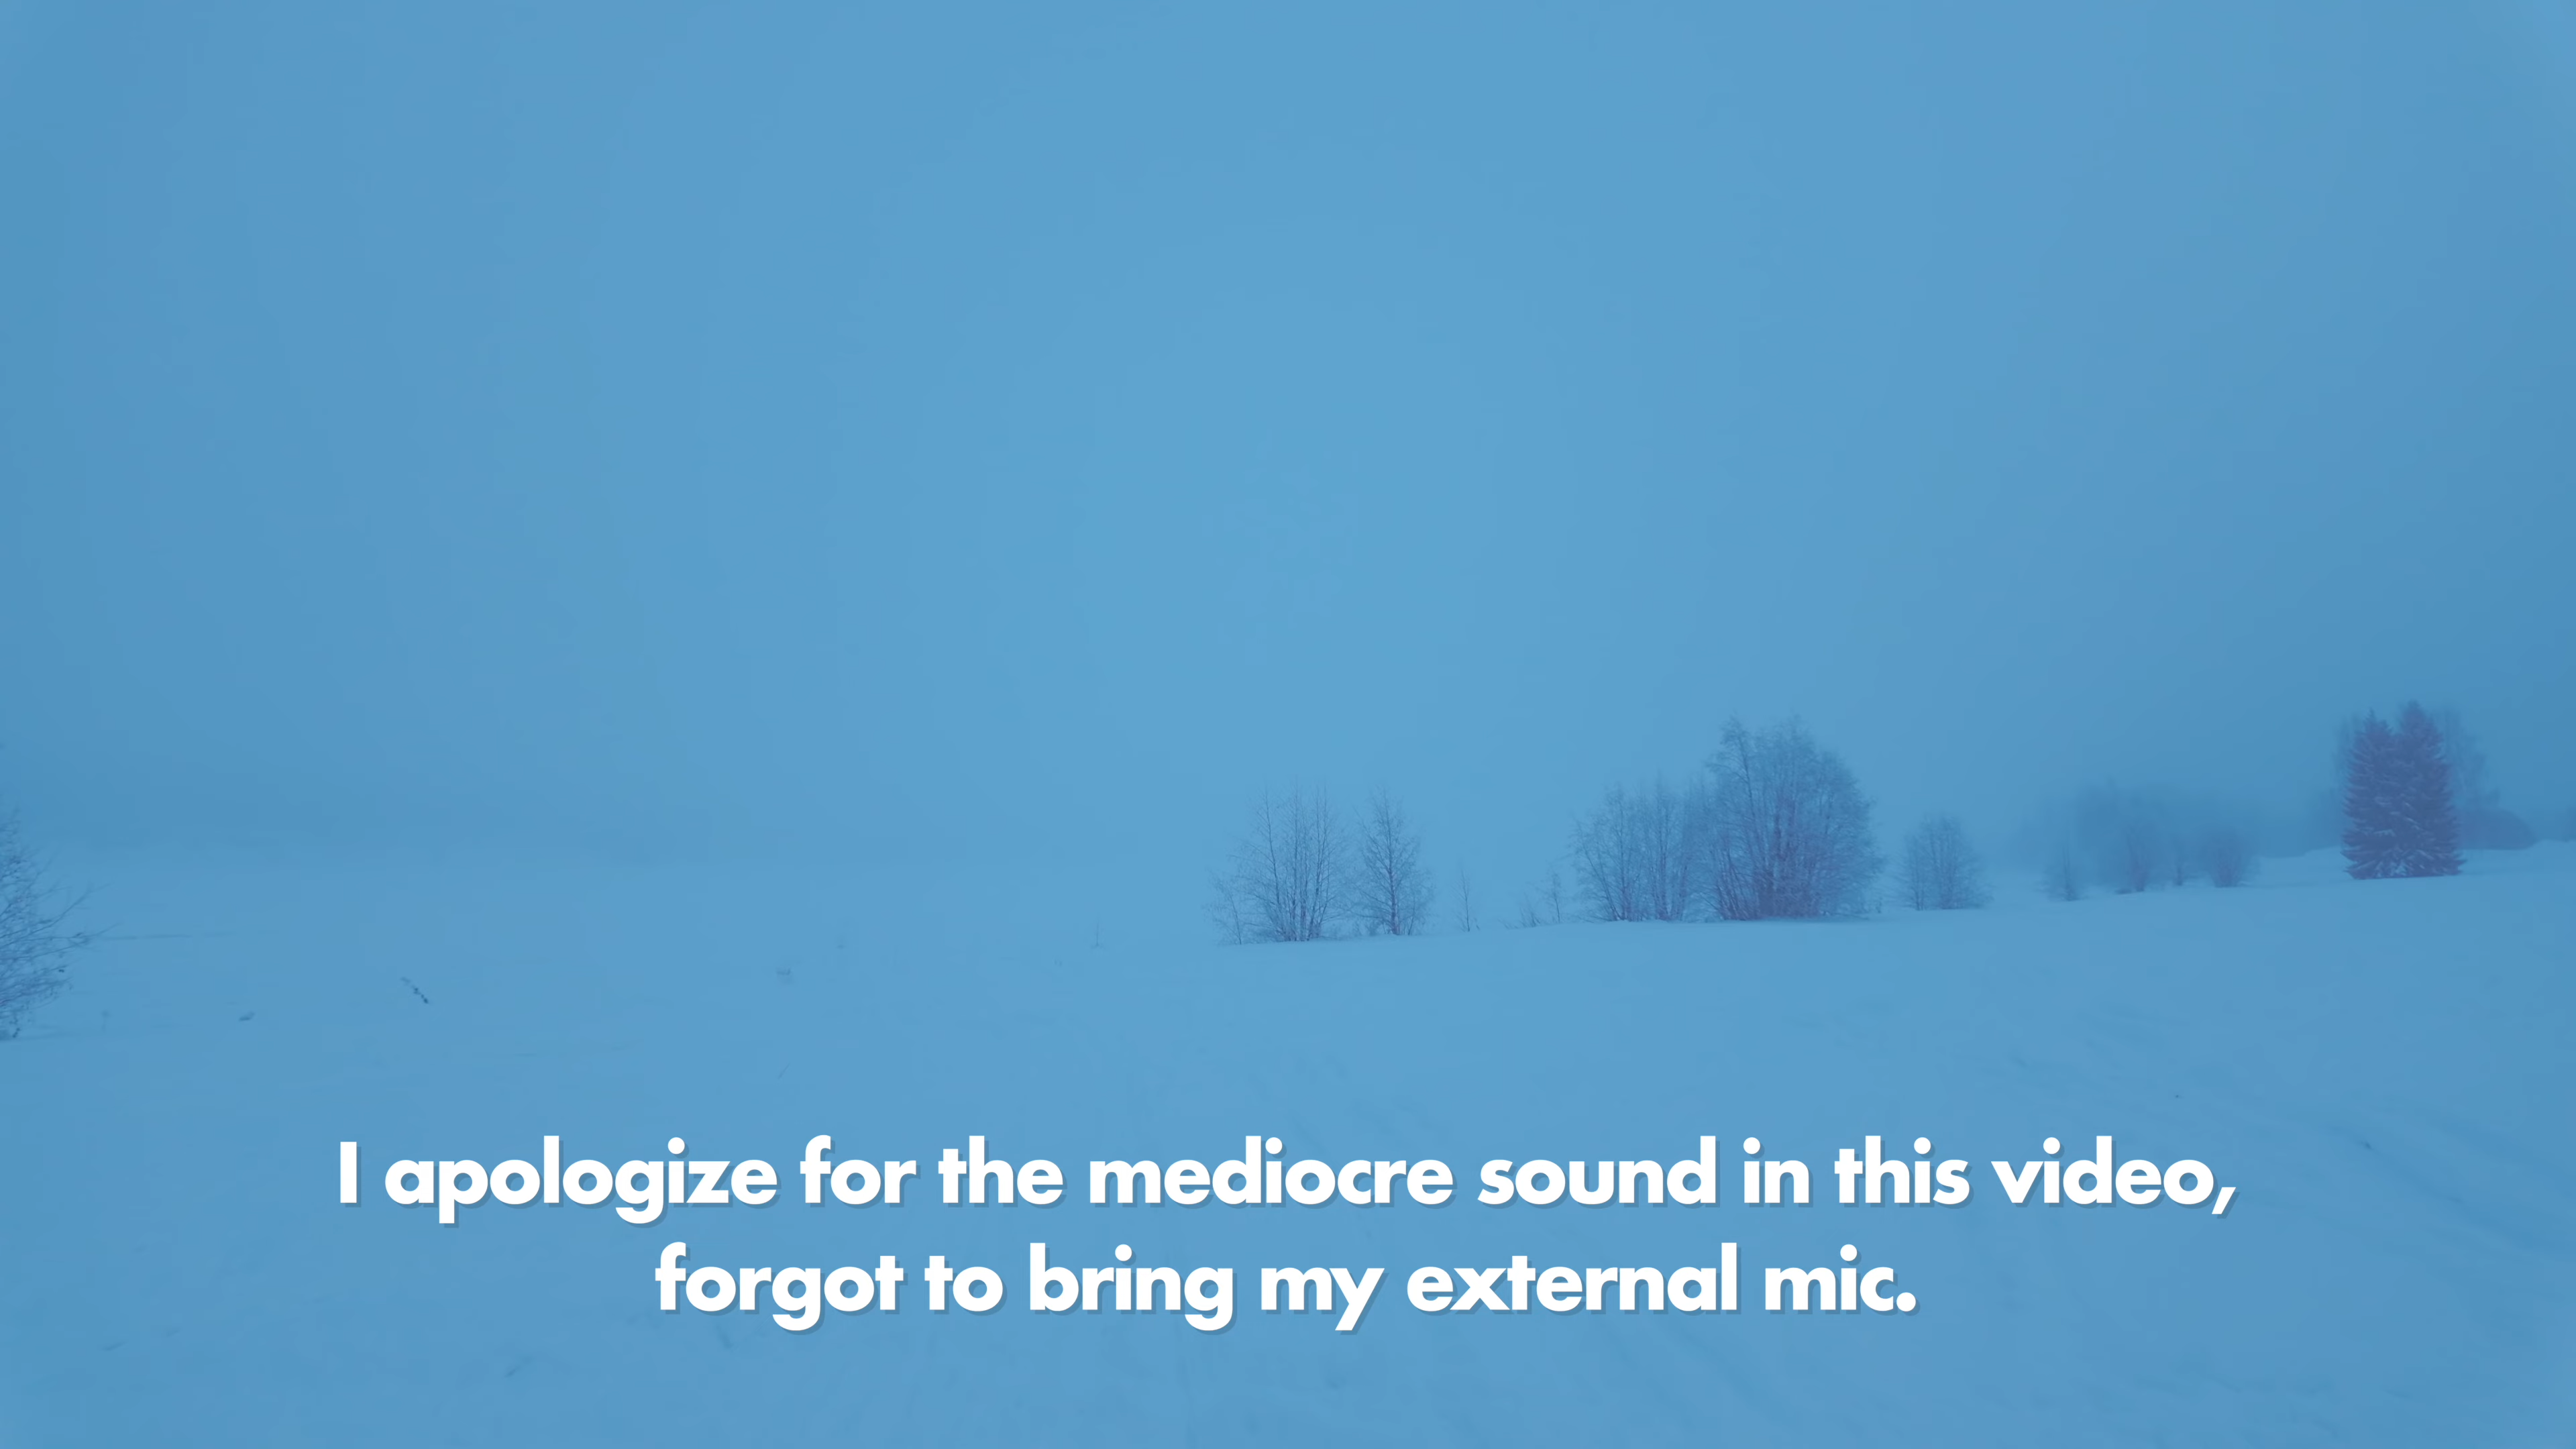 I apologize for the mediocre sound in this video,
forgot to bring my external mic.